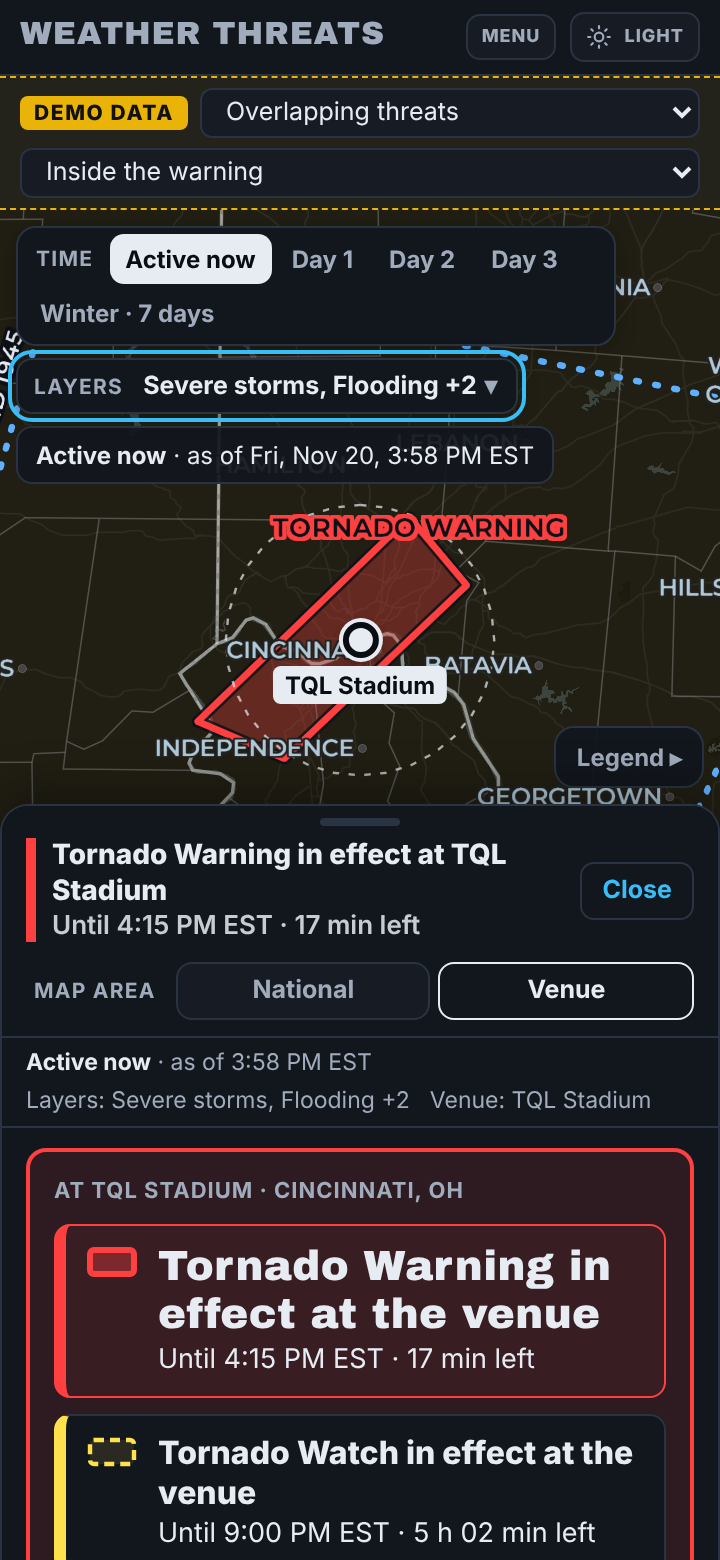 WEATHER THREATS
MENU
LIGHT
DEMO DATA
Overlapping threats
Inside the warning
TIME
Active now
Day 1
Day 2
Day 3
Winter · 7 days
NIA
1945
LAYERS Severe storms, Flooding +2 ▾
LEBANON
HAMILTON
Active now · as of Fri, Nov 20, 3:58 PM EST
TORNADO WARNING
HILLS
CINCINNA
BATAVIA
S
TQL Stadium
INDEPENDENCE
Legend ▸
GEORGETOWN
Tornado Warning in effect at TQL
Stadium
Until 4:15 PM EST · 17 min left
Close
MAP AREA
National
Venue
Active now · as of 3:58 PM EST
Layers: Severe storms, Flooding +2 Venue: TQL Stadium
AT TQL STADIUM · CINCINNATI, OH
Tornado Warning in
effect at the venue
Until 4:15 PM EST · 17 min left
Tornado Watch in effect at the
venue
Until 9:00 PM EST · 5 h 02 min left